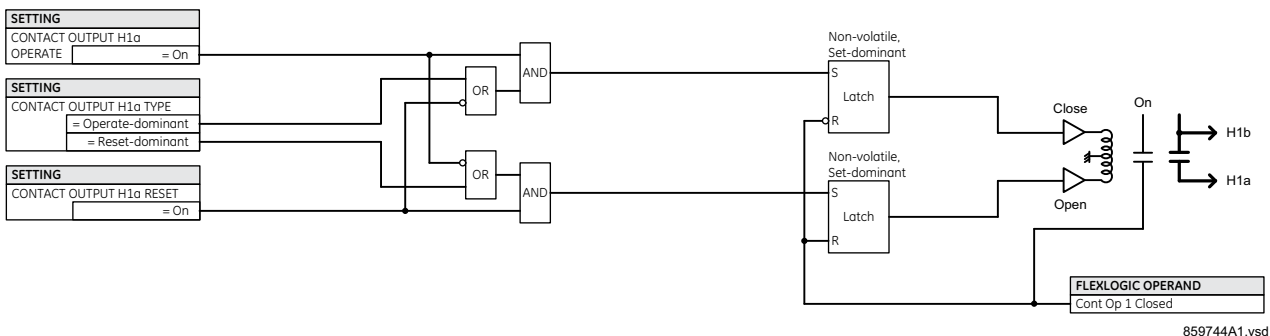 SETTING
CONTACT OUTPUT H1a
OPERATE = On
SETTING
CONTACT OUTPUT H1a TYPE
= Operate-dominant
= Reset-dominant
SETTING
CONTACT OUTPUT H1a RESET
= On
OR
AND
OR
AND
Non-volatile,
Set-dominant
S
Latch
R
Non-volatile,
Set-dominant
S
Latch
R
Close
Open
On
H1b
H1a
FLEXLOGIC OPERAND
Cont Op 1 Closed
859744A1.vsd